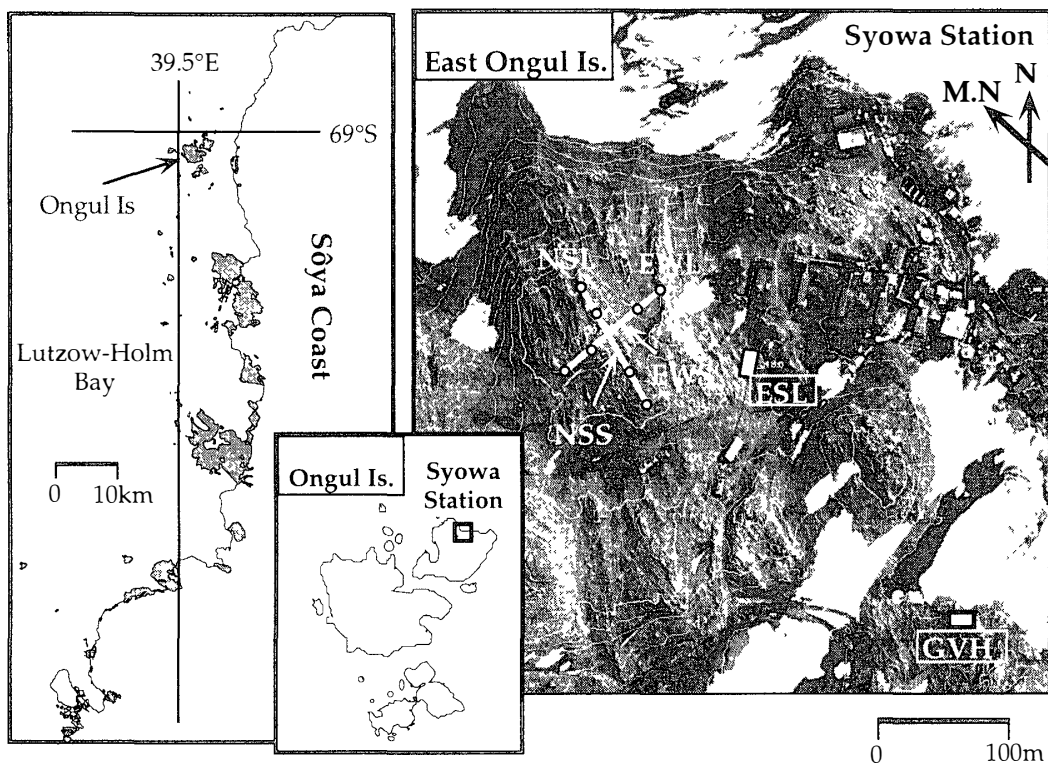 39.5°E
69°S
Ongul Is
Sôya Coast
Lutzow-Holm
Bay
0 10km
Ongul Is.
Syowa
Station
East Ongul Is.
Syowa Station
N
M.N
NSL
EWL
EWS
NSS
ESL
GVH
0 100m